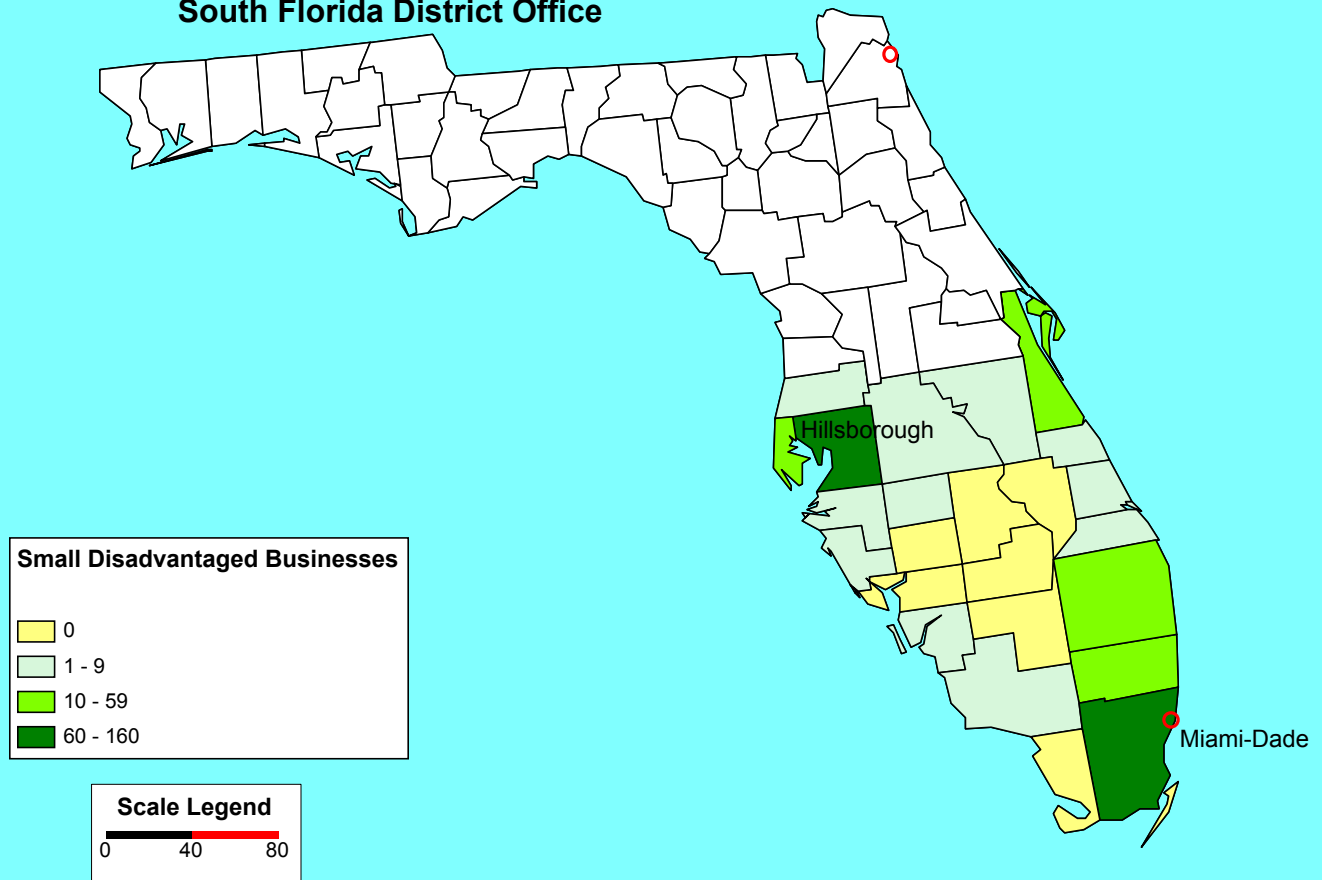 South Florida District Office
Hillsborough
Small Disadvantaged Businesses
0
1 - 9
10 - 59
60 - 160
Miami-Dade
Scale Legend
0 40 80